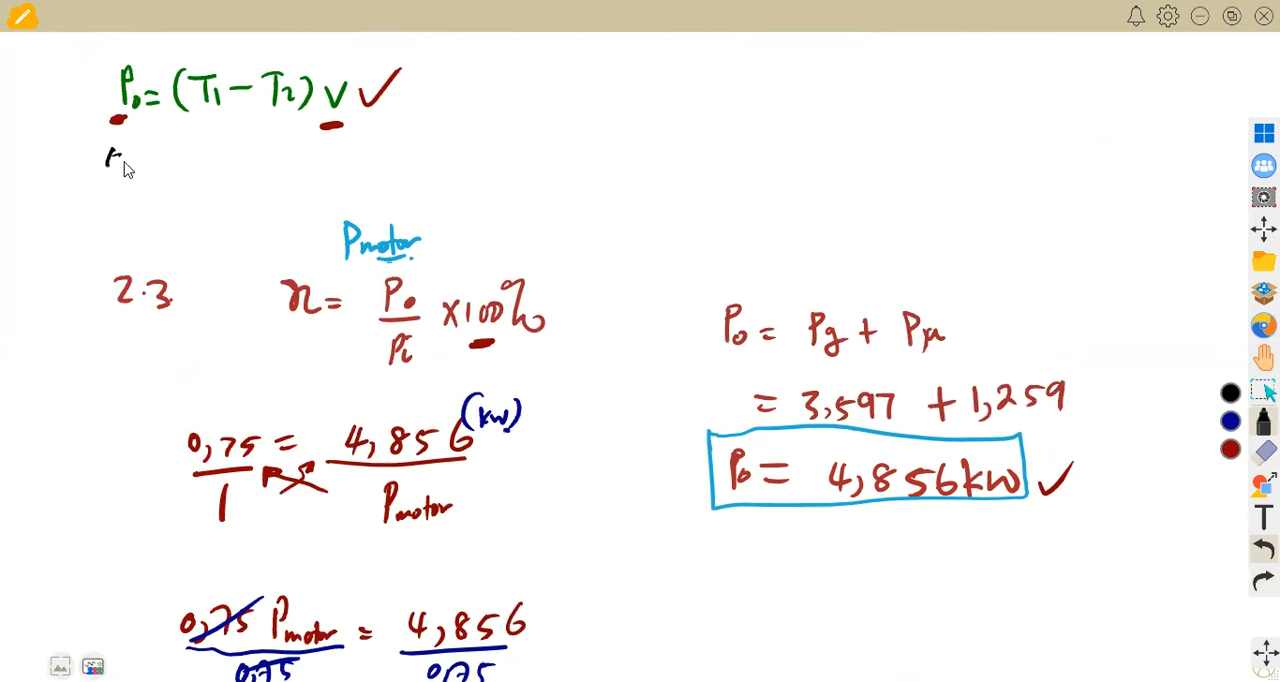 P₀ = (T₁ - T₂) v ✓
Pmotor
2.3. η = P₀/Pi × 100%
P₀ = Pg + Pμ
= 3,597 + 1,259
0,75/1 = 4,856 (kW)/Pmotor
P₀ = 4,856 kW ✓
0,75 Pmotor/0,75 = 4,856/0,75
T